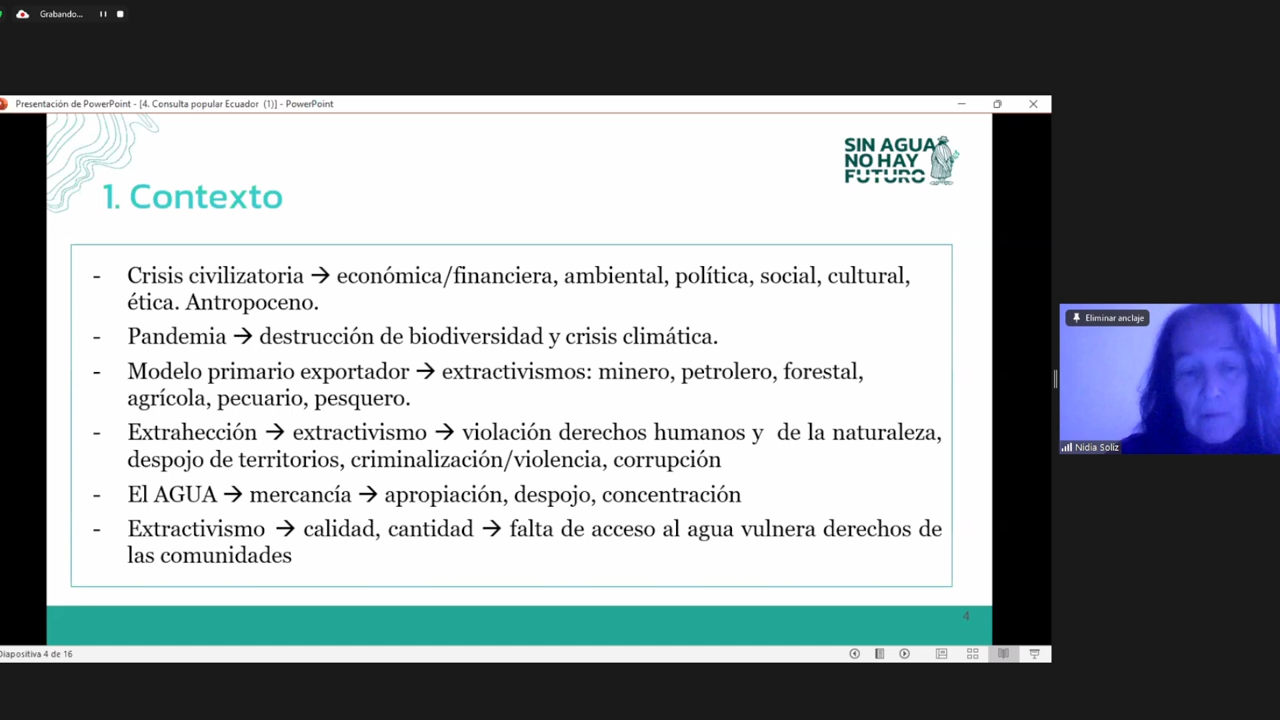 Grabando...
Presentación de PowerPoint - [4. Consulta popular Ecuador (1)] - PowerPoint
SIN AGUA
NO HAY
FUTURO
1. Contexto
- Crisis civilizatoria → económica/financiera, ambiental, política, social, cultural,
ética. Antropoceno.
- Pandemia → destrucción de biodiversidad y crisis climática.
- Modelo primario exportador → extractivismos: minero, petrolero, forestal,
agrícola, pecuario, pesquero.
- Extrahección → extractivismo → violación derechos humanos y de la naturaleza,
despojo de territorios, criminalización/violencia, corrupción
- El AGUA → mercancía → apropiación, despojo, concentración
- Extractivismo → calidad, cantidad → falta de acceso al agua vulnera derechos de
las comunidades
Eliminar anclaje
Nidia Solíz
4
Diapositiva 4 de 16